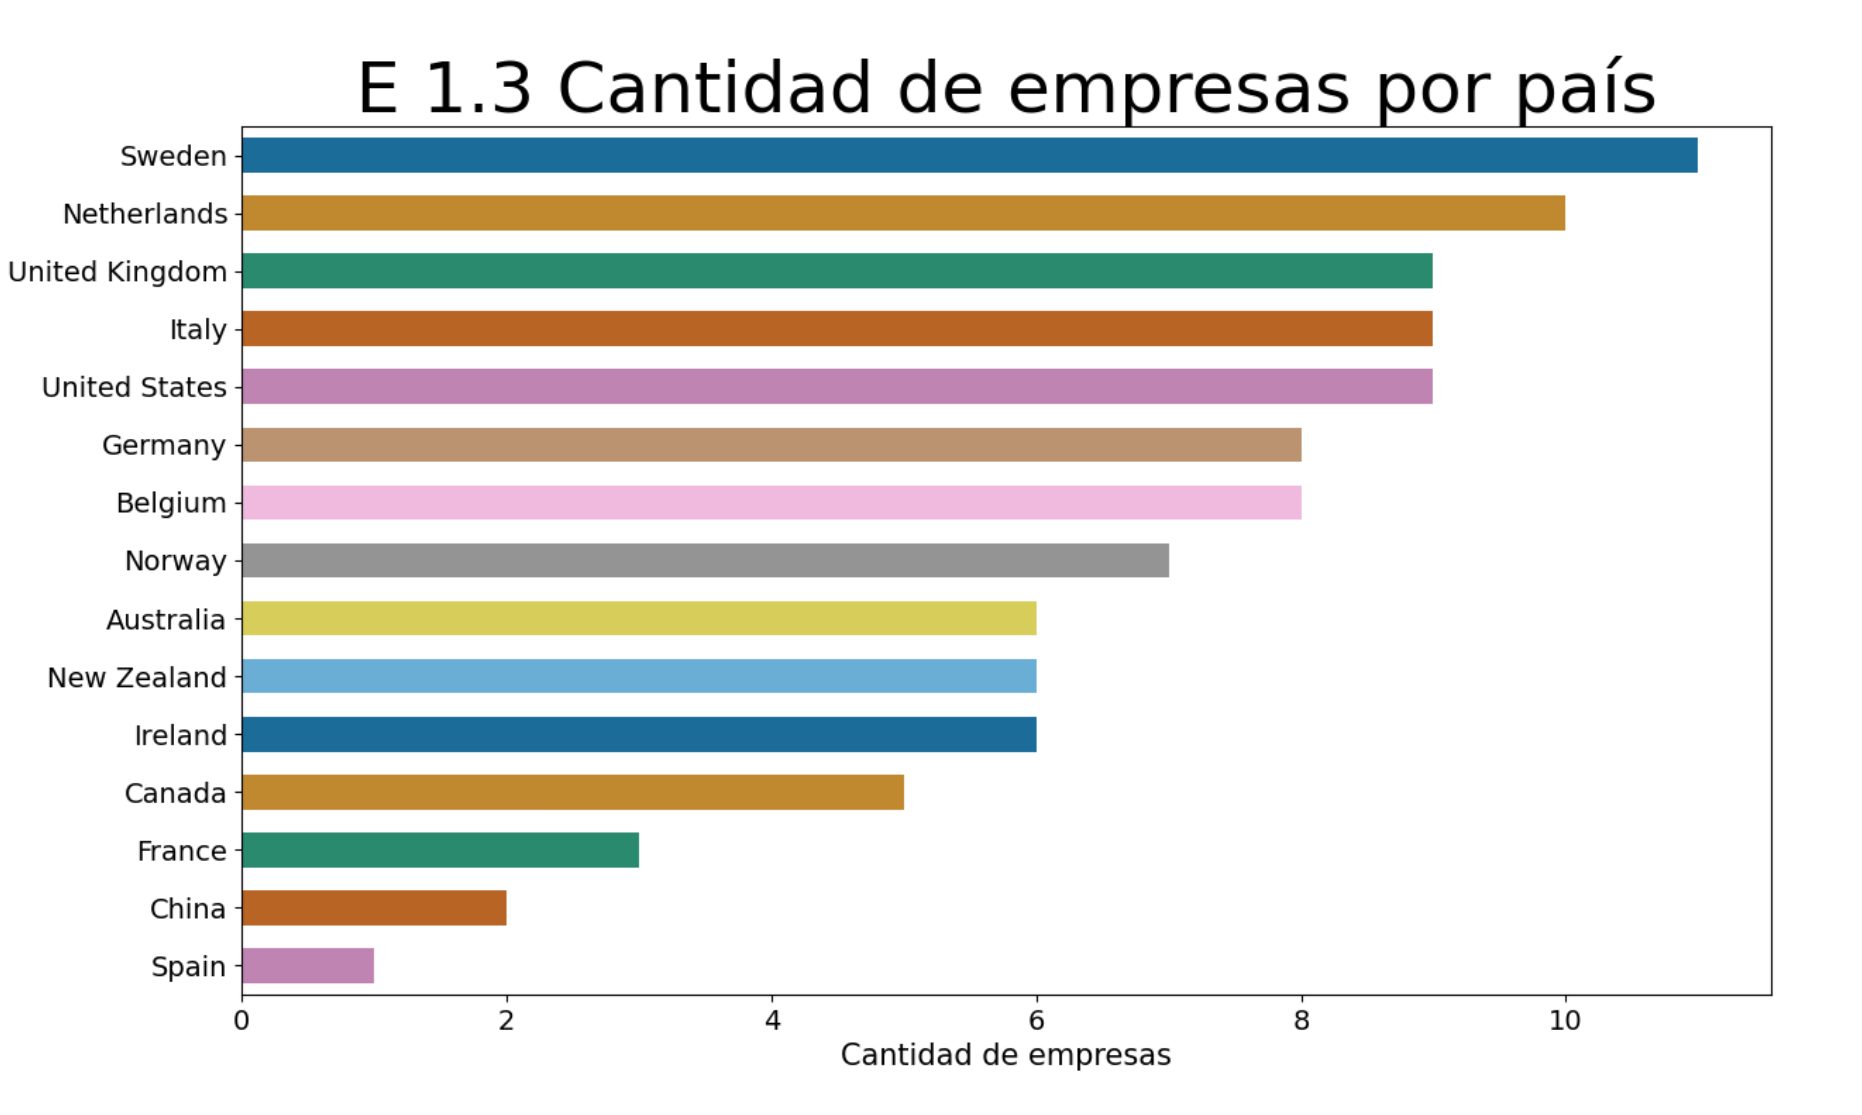 E 1.3 Cantidad de empresas por país
Sweden
Netherlands
United Kingdom
Italy
United States
Germany
Belgium
Norway
Australia
New Zealand
Ireland
Canada
France
China
Spain
0 2 4 6 8 10
Cantidad de empresas